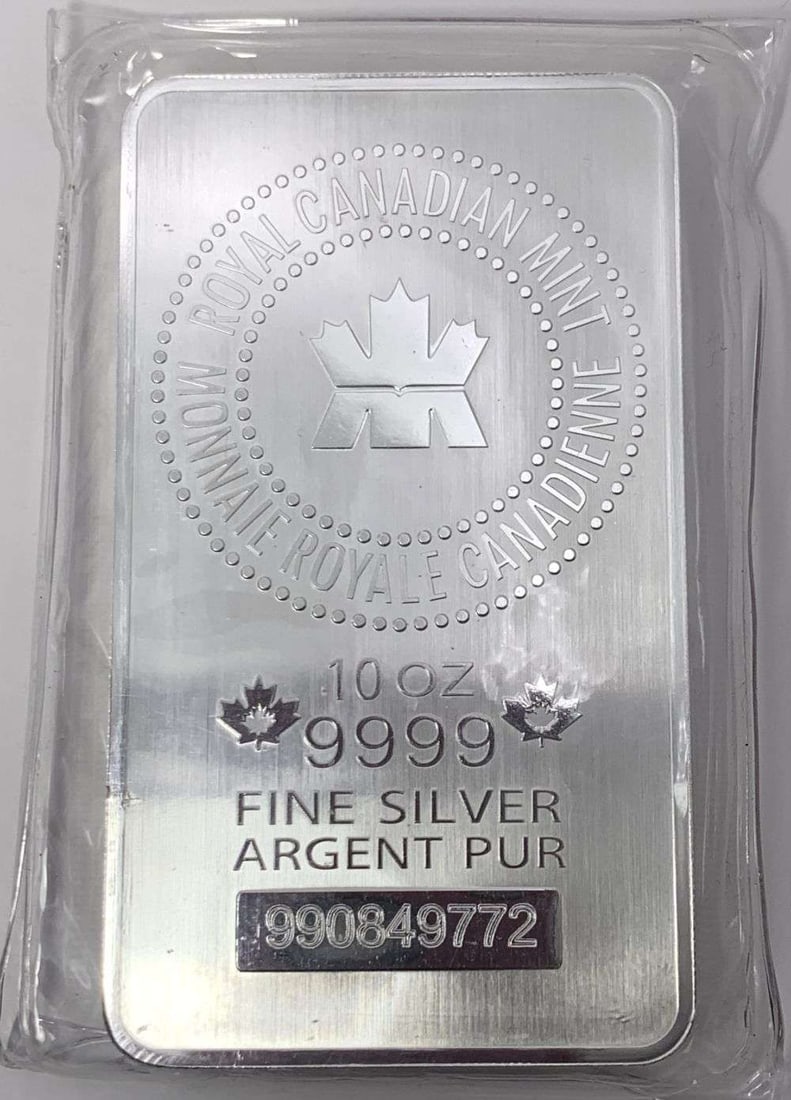 ROYAL CANADIAN MINT
MONNAIE ROYALE CANADIENNE
10 OZ
9999
FINE SILVER
ARGENT PUR
990849772